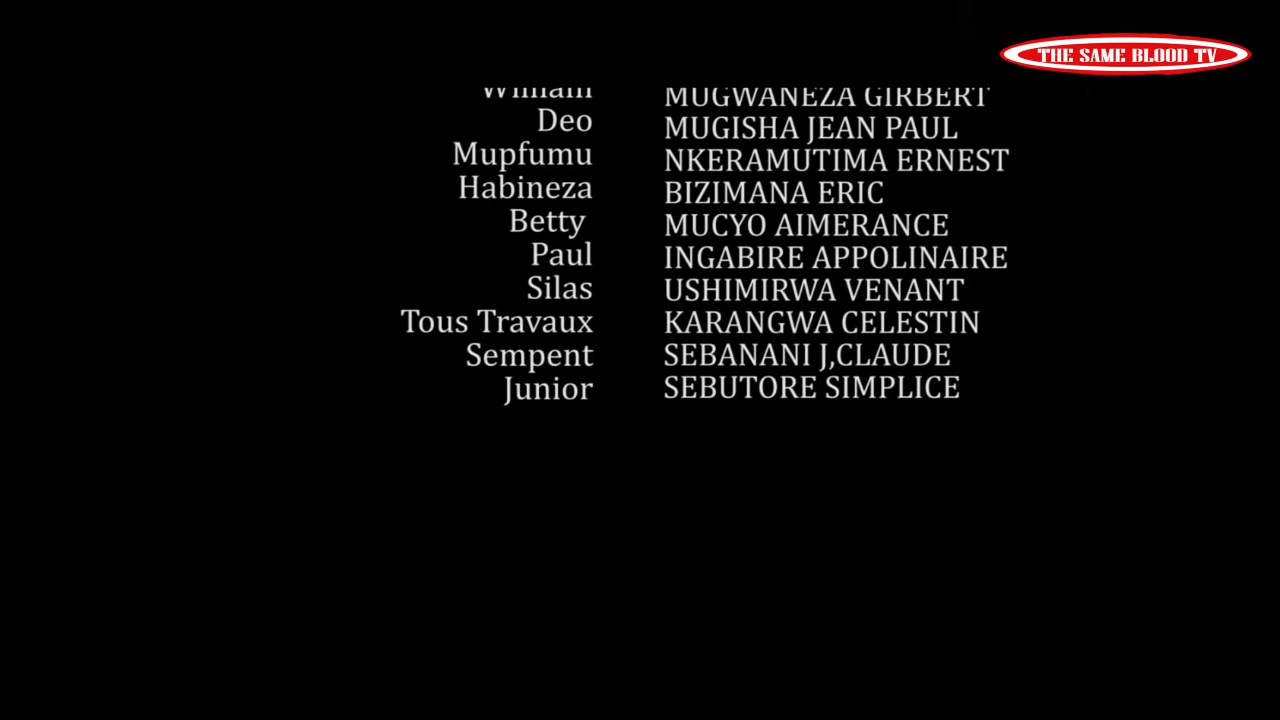 THE SAME BLOOD TV
William MUGWANEZA GIRBERT
Deo MUGISHA JEAN PAUL
Mupfumu NKERAMUTIMA ERNEST
Habineza BIZIMANA ERIC
Betty MUCYO AIMERANCE
Paul INGABIRE APPOLINAIRE
Silas USHIMIRWA VENANT
Tous Travaux KARANGWA CELESTIN
Sempent SEBANANI J,CLAUDE
Junior SEBUTORE SIMPLICE